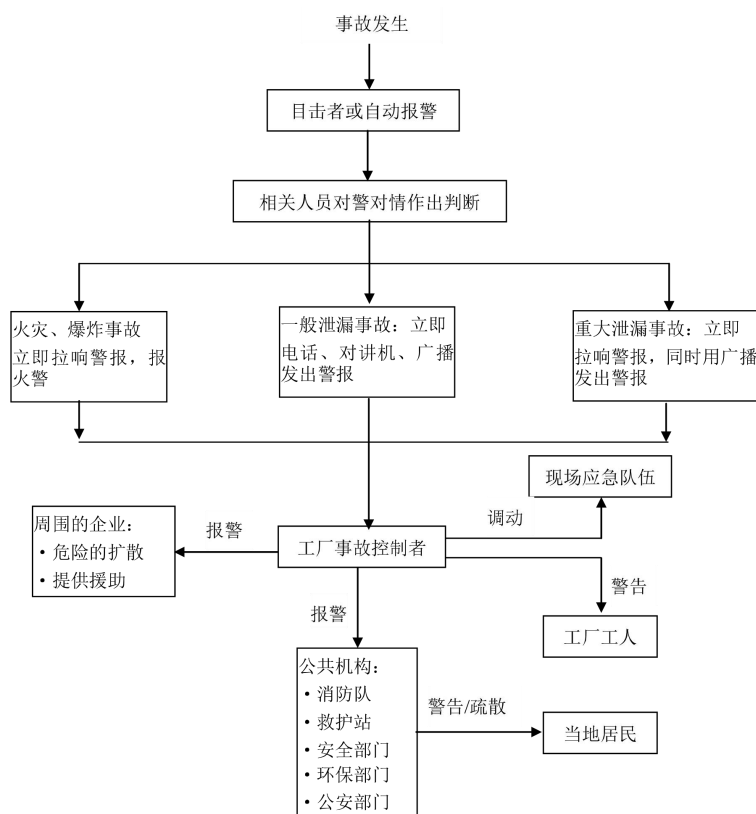 事故发生
目击者或自动报警
相关人员对警对情作出判断
火灾、爆炸事故
立即拉响警报，报
火警
一般泄漏事故：立即
电话、对讲机、广播
发出警报
重大泄漏事故：立即
拉响警报，同时用广播
发出警报
现场应急队伍
调动
周围的企业：
·危险的扩散
·提供援助
报警
工厂事故控制者
警告
工厂工人
报警
公共机构：
·消防队
·救护站
·安全部门
·环保部门
·公安部门
警告/疏散
当地居民